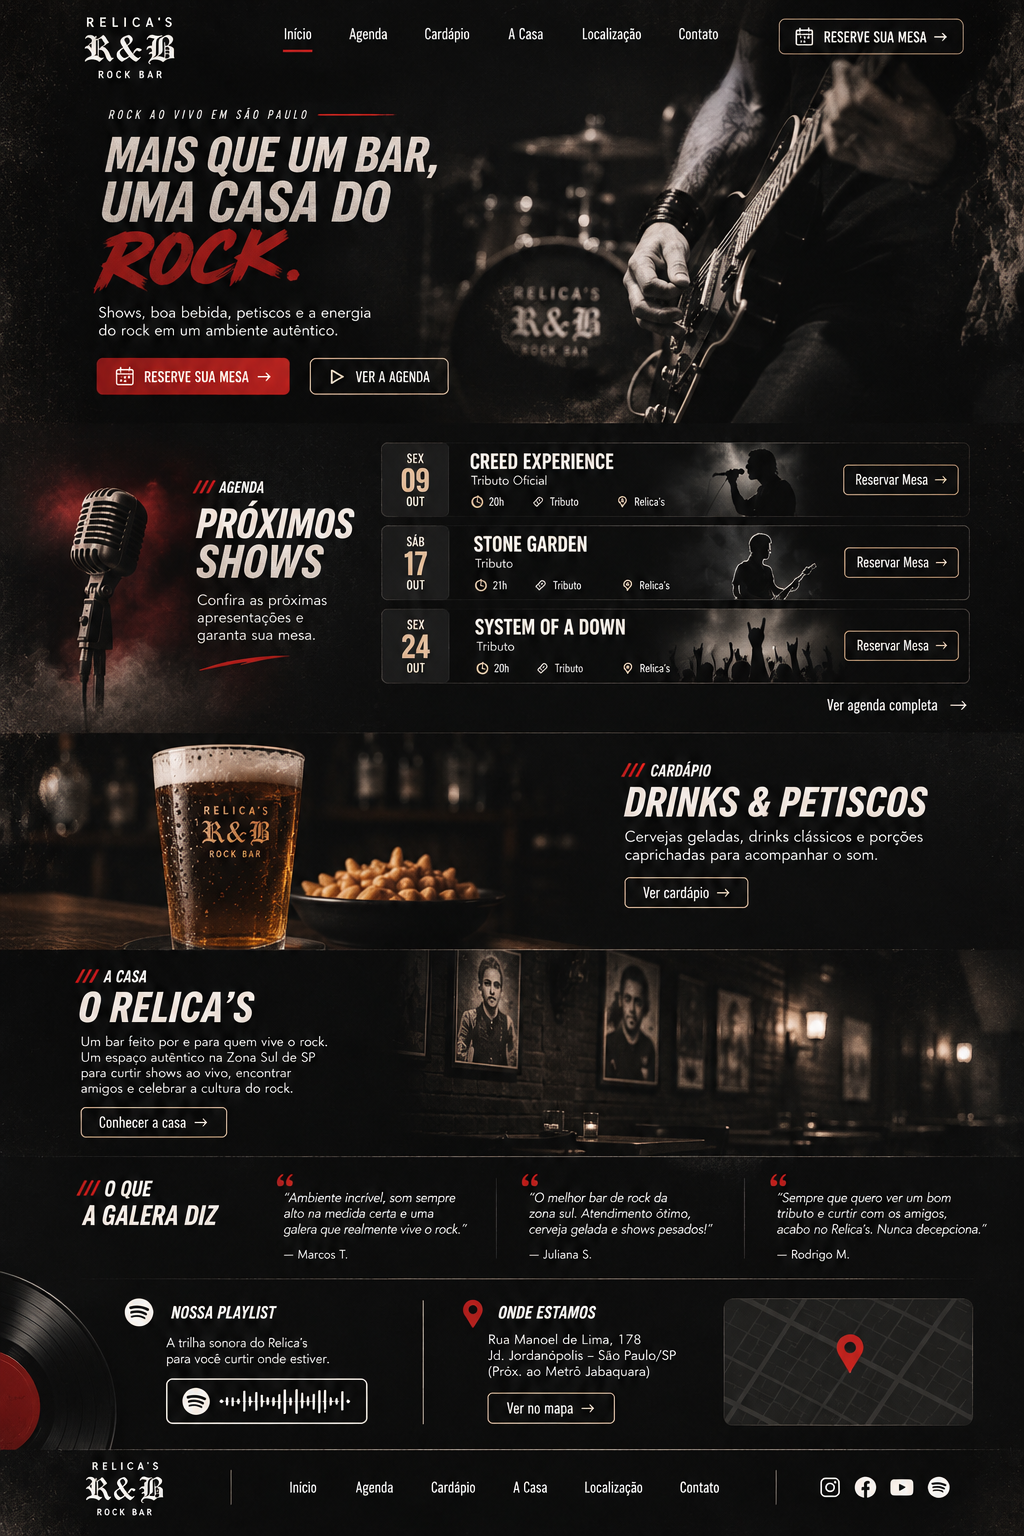 RELICA'S
R&B
ROCK BAR
Início
Agenda
Cardápio
A Casa
Localização
Contato
RESERVE SUA MESA →
ROCK AO VIVO EM SÃO PAULO
MAIS QUE UM BAR,
UMA CASA DO
ROCK.
Shows, boa bebida, petiscos e a energia
do rock em um ambiente autêntico.
RESERVE SUA MESA →
VER A AGENDA
RELICA'S
R&B
ROCK BAR
/// AGENDA
PRÓXIMOS
SHOWS
Confira as próximas
apresentações e
garanta sua mesa.
SEX
09
OUT
CREED EXPERIENCE
Tributo Oficial
20h
Tributo
Relica's
Reservar Mesa →
SÁB
17
OUT
STONE GARDEN
Tributo
21h
Tributo
Relica's
Reservar Mesa →
SEX
24
OUT
SYSTEM OF A DOWN
Tributo
20h
Tributo
Relica's
Reservar Mesa →
Ver agenda completa →
RELICA'S
R&B
ROCK BAR
/// CARDÁPIO
DRINKS & PETISCOS
Cervejas geladas, drinks clássicos e porções
caprichadas para acompanhar o som.
Ver cardápio →
/// A CASA
O RELICA'S
Um bar feito por e para quem vive o rock.
Um espaço autêntico na Zona Sul de SP
para curtir shows ao vivo, encontrar
amigos e celebrar a cultura do rock.
Conhecer a casa →
/// O QUE
A GALERA DIZ
“Ambiente incrível, som sempre
alto na medida certa e uma
galera que realmente vive o rock.”
— Marcos T.
“O melhor bar de rock da
zona sul. Atendimento ótimo,
cerveja gelada e shows pesados!”
— Juliana S.
“Sempre que quero ver um bom
tributo e curtir com os amigos,
acabo no Relica's. Nunca decepciona.”
— Rodrigo M.
NOSSA PLAYLIST
A trilha sonora do Relica's
para você curtir onde estiver.
ONDE ESTAMOS
Rua Manoel de Lima, 178
Jd. Jordanópolis – São Paulo/SP
(Próx. ao Metrô Jabaquara)
Ver no mapa →
RELICA'S
R&B
ROCK BAR
Início
Agenda
Cardápio
A Casa
Localização
Contato